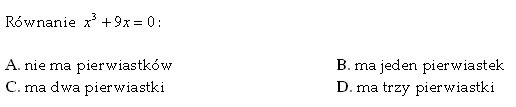 Równanie x³ + 9x = 0 :
A. nie ma pierwiastków B. ma jeden pierwiastek
C. ma dwa pierwiastki D. ma trzy pierwiastki